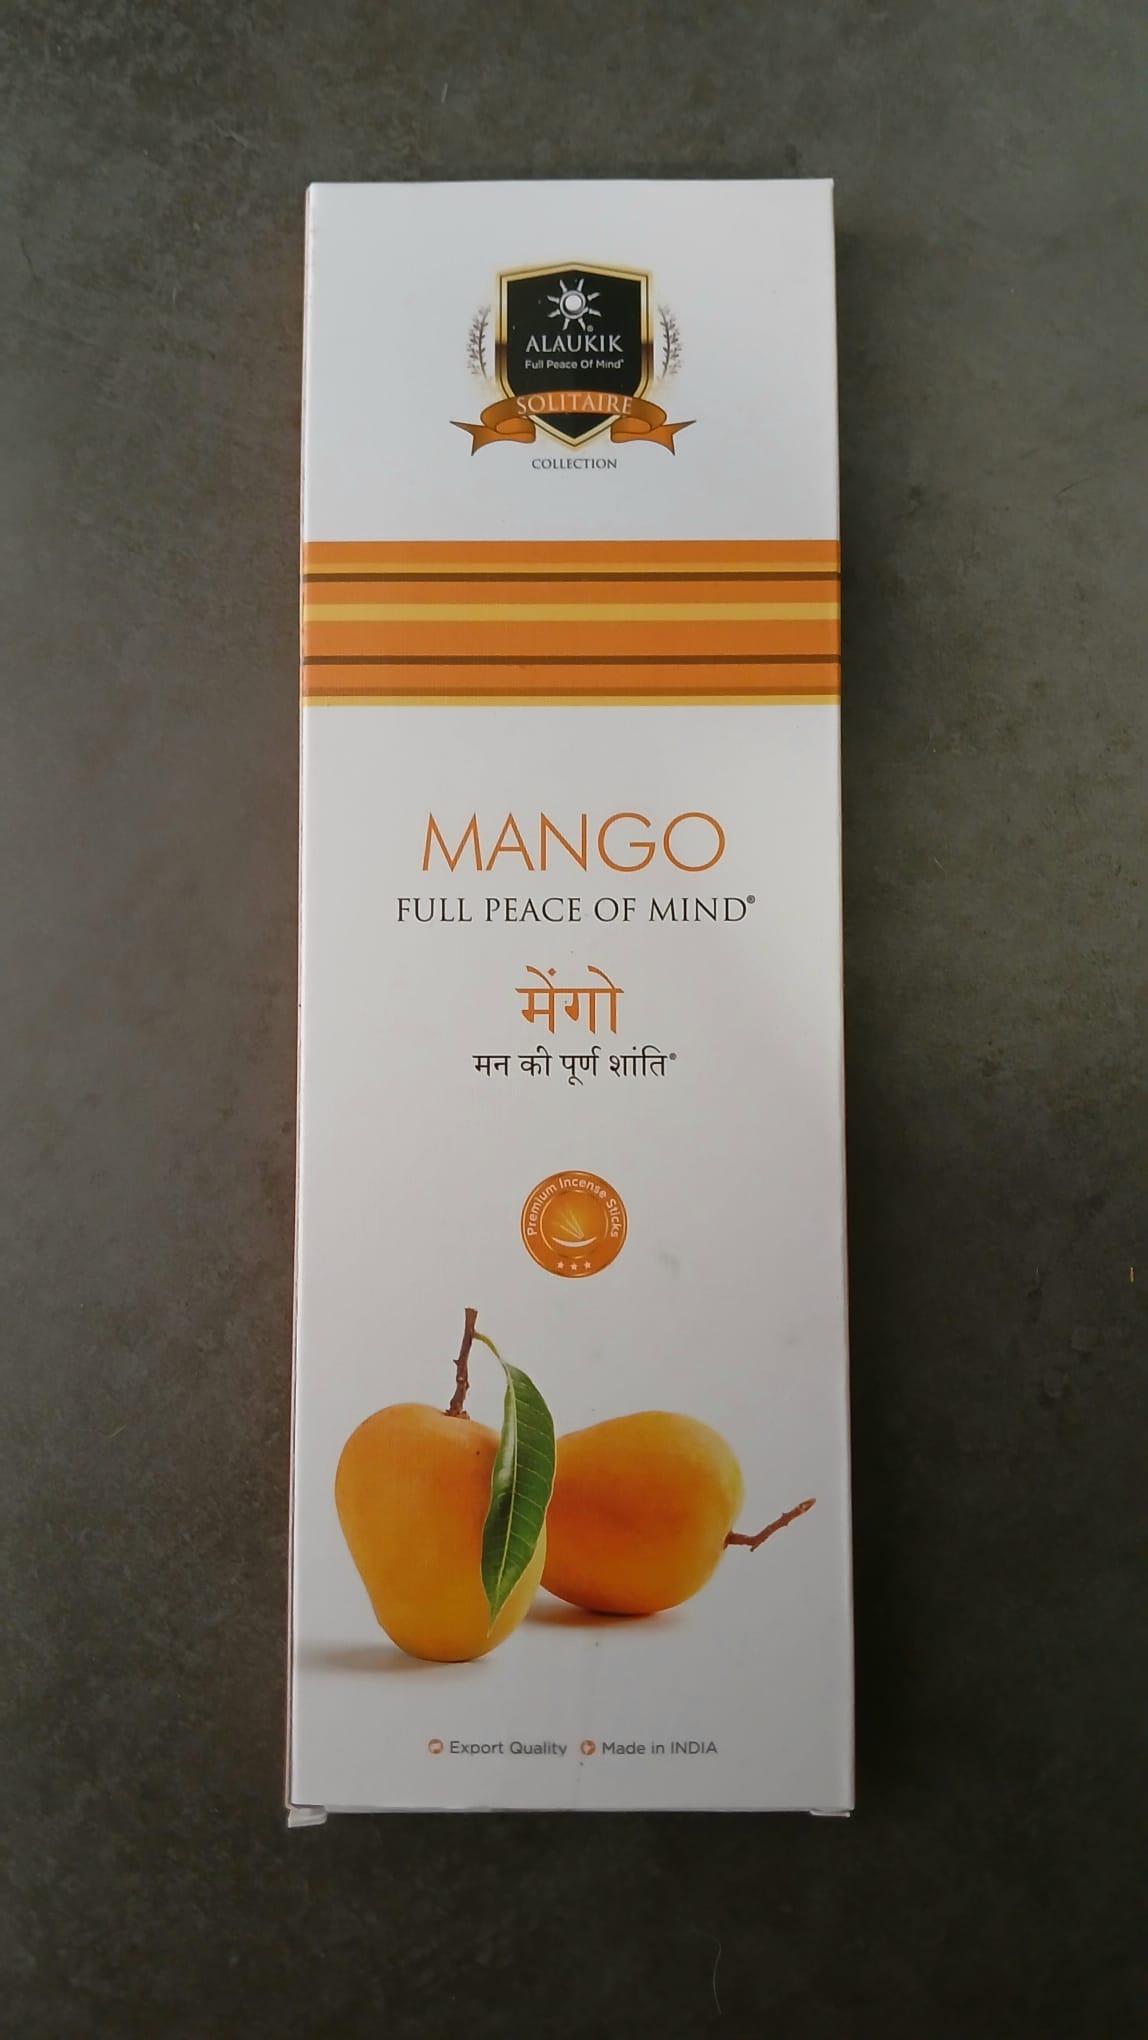 ALAUKIK®
Full Peace Of Mind®
SOLITAIRE
COLLECTION
MANGO
FULL PEACE OF MIND®
मेंगो
मन की पूर्ण शांति®
Premium Incense Sticks
Export Quality Made in INDIA